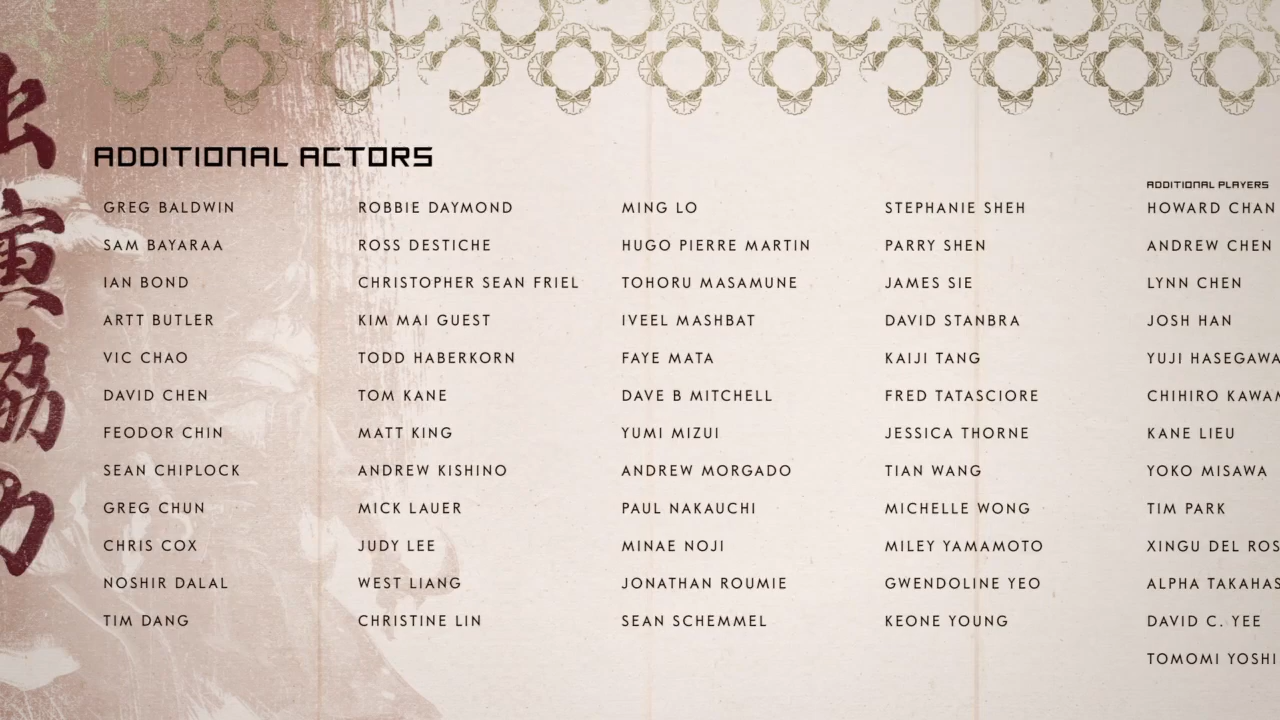 出演協力
ADDITIONAL ACTORS
GREG BALDWIN
SAM BAYARAA
IAN BOND
ARTT BUTLER
VIC CHAO
DAVID CHEN
FEODOR CHIN
SEAN CHIPLOCK
GREG CHUN
CHRIS COX
NOSHIR DALAL
TIM DANG
ROBBIE DAYMOND
ROSS DESTICHE
CHRISTOPHER SEAN FRIEL
KIM MAI GUEST
TODD HABERKORN
TOM KANE
MATT KING
ANDREW KISHINO
MICK LAUER
JUDY LEE
WEST LIANG
CHRISTINE LIN
MING LO
HUGO PIERRE MARTIN
TOHORU MASAMUNE
IVEEL MASHBAT
FAYE MATA
DAVE B MITCHELL
YUMI MIZUI
ANDREW MORGADO
PAUL NAKAUCHI
MINAE NOJI
JONATHAN ROUMIE
SEAN SCHEMMEL
STEPHANIE SHEH
PARRY SHEN
JAMES SIE
DAVID STANBRA
KAIJI TANG
FRED TATASCIORE
JESSICA THORNE
TIAN WANG
MICHELLE WONG
MILEY YAMAMOTO
GWENDOLINE YEO
KEONE YOUNG
ADDITIONAL PLAYERS
HOWARD CHAN
ANDREW CHEN
LYNN CHEN
JOSH HAN
YUJI HASEGAWA
CHIHIRO
KANE LIEU
YOKO MISAWA
TIM PARK
XINGU DEL
ALPHA
DAVID C. YEE
TOMOMI